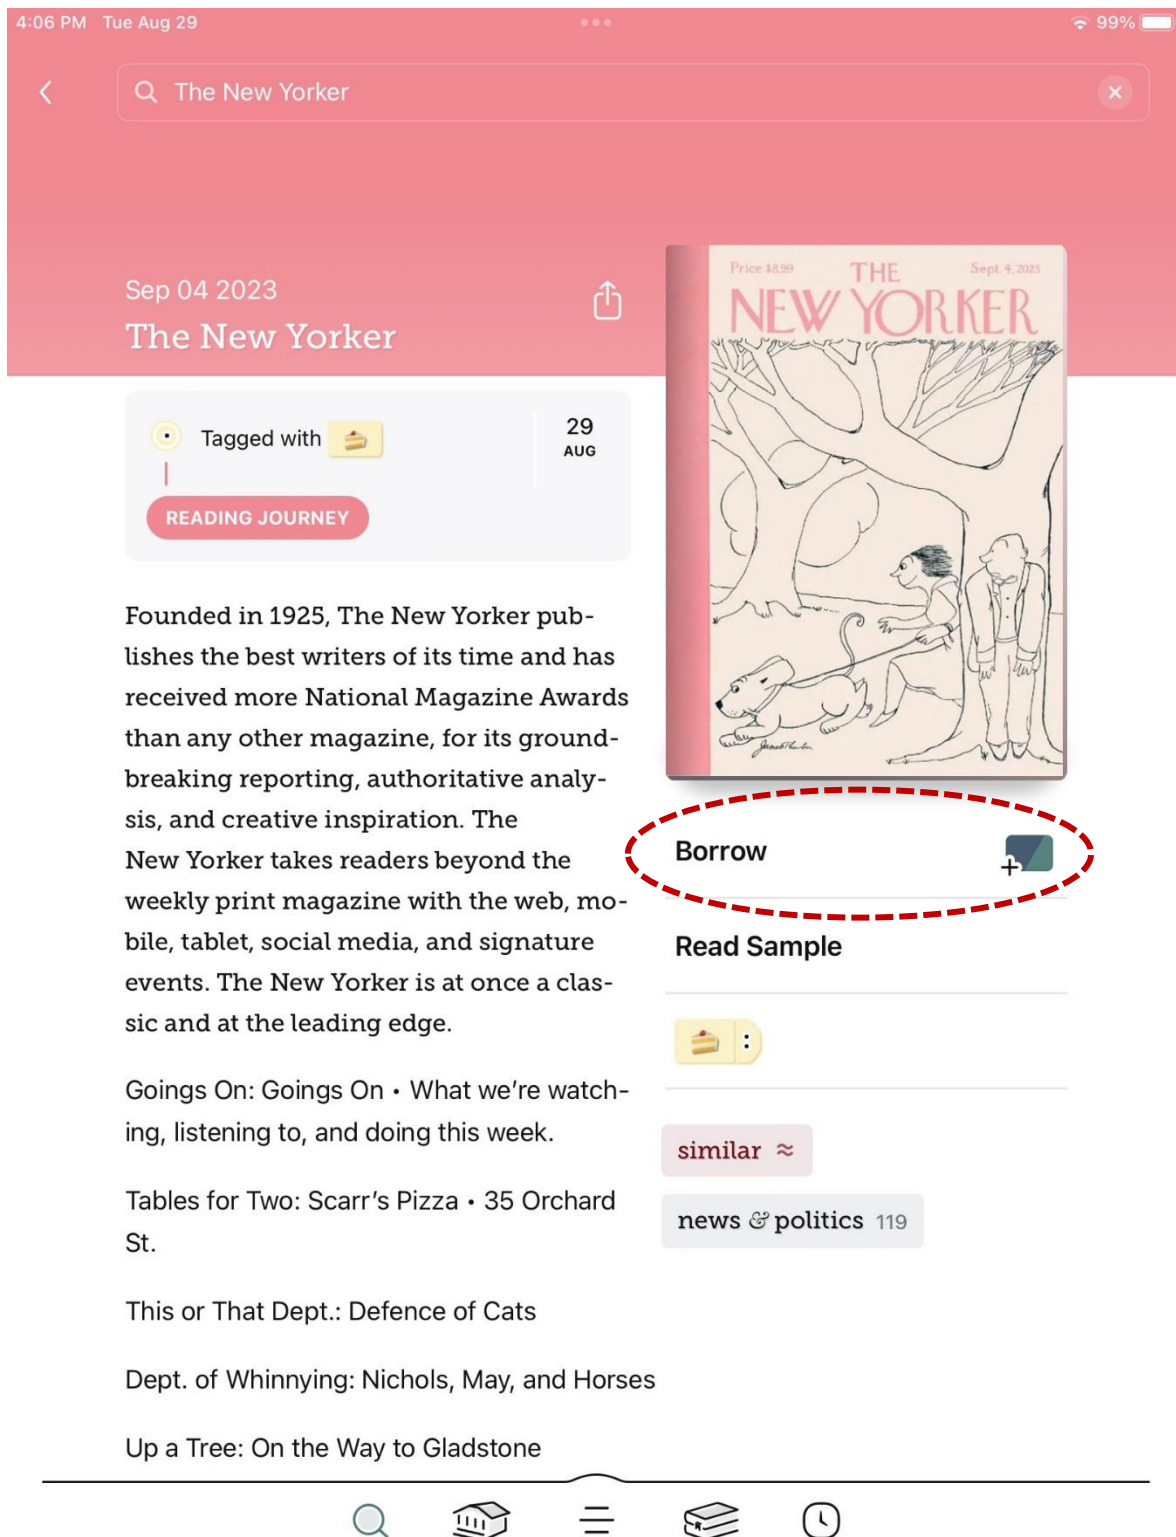 4:06 PM Tue Aug 29
99%
The New Yorker
Sep 04 2023
The New Yorker
Tagged with
29
AUG
READING JOURNEY
Founded in 1925, The New Yorker pub-
lishes the best writers of its time and has
received more National Magazine Awards
than any other magazine, for its ground-
breaking reporting, authoritative analy-
sis, and creative inspiration. The
New Yorker takes readers beyond the
weekly print magazine with the web, mo-
bile, tablet, social media, and signature
events. The New Yorker is at once a clas-
sic and at the leading edge.
Goings On: Goings On • What we're watch-
ing, listening to, and doing this week.
Tables for Two: Scarr's Pizza • 35 Orchard
St.
This or That Dept.: Defence of Cats
Dept. of Whinnying: Nichols, May, and Horses
Up a Tree: On the Way to Gladstone
Price $8.99
THE
Sept. 4, 2023
NEW YORKER
Borrow
Read Sample
similar ≈
news & politics 119